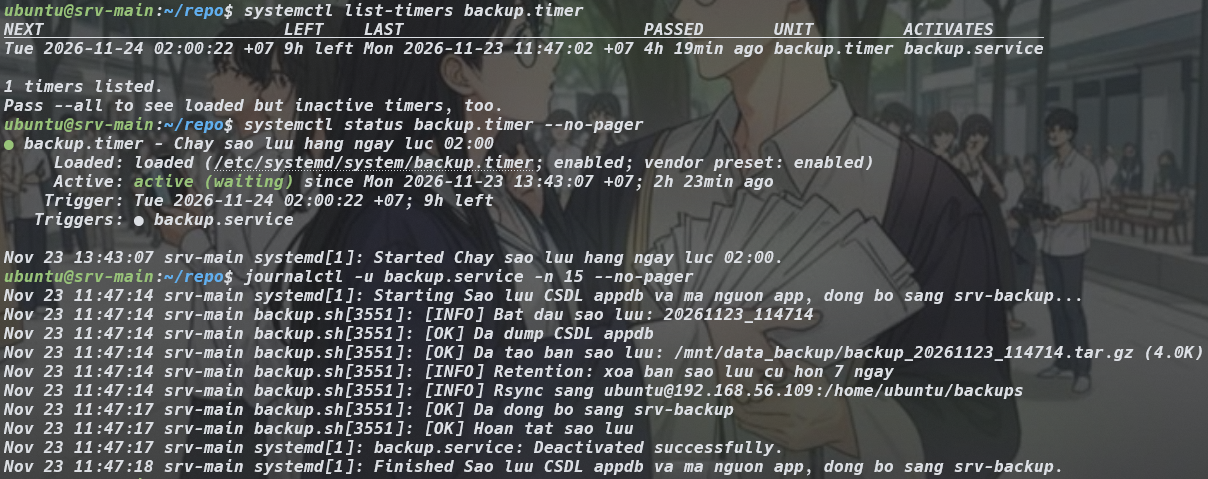 ubuntu@srv-main:~/repo$ systemctl list-timers backup.timer
NEXT                        LEFT    LAST                        PASSED       UNIT         ACTIVATES
Tue 2026-11-24 02:00:22 +07 9h left Mon 2026-11-23 11:47:02 +07 4h 19min ago backup.timer backup.service
1 timers listed.
Pass --all to see loaded but inactive timers, too.
ubuntu@srv-main:~/repo$ systemctl status backup.timer --no-pager
● backup.timer - Chay sao luu hang ngay luc 02:00
     Loaded: loaded (/etc/systemd/system/backup.timer; enabled; vendor preset: enabled)
     Active: active (waiting) since Mon 2026-11-23 13:43:07 +07; 2h 23min ago
    Trigger: Tue 2026-11-24 02:00:22 +07; 9h left
   Triggers: ● backup.service
Nov 23 13:43:07 srv-main systemd[1]: Started Chay sao luu hang ngay luc 02:00.
ubuntu@srv-main:~/repo$ journalctl -u backup.service -n 15 --no-pager
Nov 23 11:47:14 srv-main systemd[1]: Starting Sao luu CSDL appdb va ma nguon app, dong bo sang srv-backup...
Nov 23 11:47:14 srv-main backup.sh[3551]: [INFO] Bat dau sao luu: 20261123_114714
Nov 23 11:47:14 srv-main backup.sh[3551]: [OK] Da dump CSDL appdb
Nov 23 11:47:14 srv-main backup.sh[3551]: [OK] Da tao ban sao luu: /mnt/data_backup/backup_20261123_114714.tar.gz (4.0K)
Nov 23 11:47:14 srv-main backup.sh[3551]: [INFO] Retention: xoa ban sao luu cu hon 7 ngay
Nov 23 11:47:14 srv-main backup.sh[3551]: [INFO] Rsync sang ubuntu@192.168.56.109:/home/ubuntu/backups
Nov 23 11:47:17 srv-main backup.sh[3551]: [OK] Da dong bo sang srv-backup
Nov 23 11:47:17 srv-main backup.sh[3551]: [OK] Hoan tat sao luu
Nov 23 11:47:17 srv-main systemd[1]: backup.service: Deactivated successfully.
Nov 23 11:47:18 srv-main systemd[1]: Finished Sao luu CSDL appdb va ma nguon app, dong bo sang srv-backup.